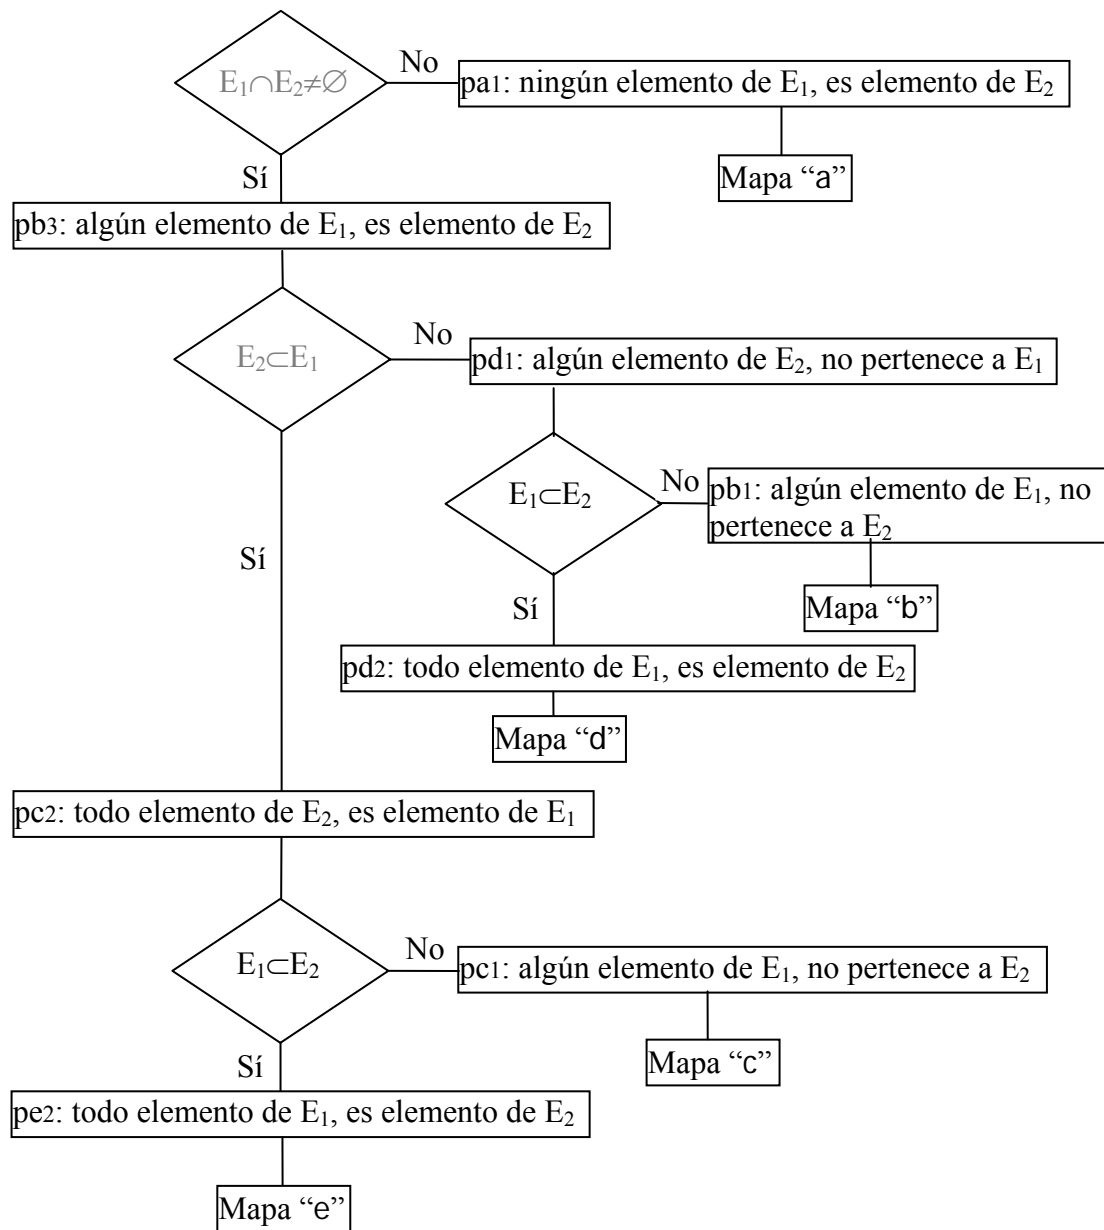 E₁∩E₂≠∅
No
pa1: ningún elemento de E₁, es elemento de E₂
Mapa “a”
Sí
pb3: algún elemento de E₁, es elemento de E₂
E₂⊂E₁
No
pd1: algún elemento de E₂, no pertenece a E₁
E₁⊂E₂
No
pb1: algún elemento de E₁, no
pertenece a E₂
Mapa “b”
Sí
Sí
pd2: todo elemento de E₁, es elemento de E₂
Mapa “d”
pc2: todo elemento de E₂, es elemento de E₁
E₁⊂E₂
No
pc1: algún elemento de E₁, no pertenece a E₂
Mapa “c”
Sí
pe2: todo elemento de E₁, es elemento de E₂
Mapa “e”